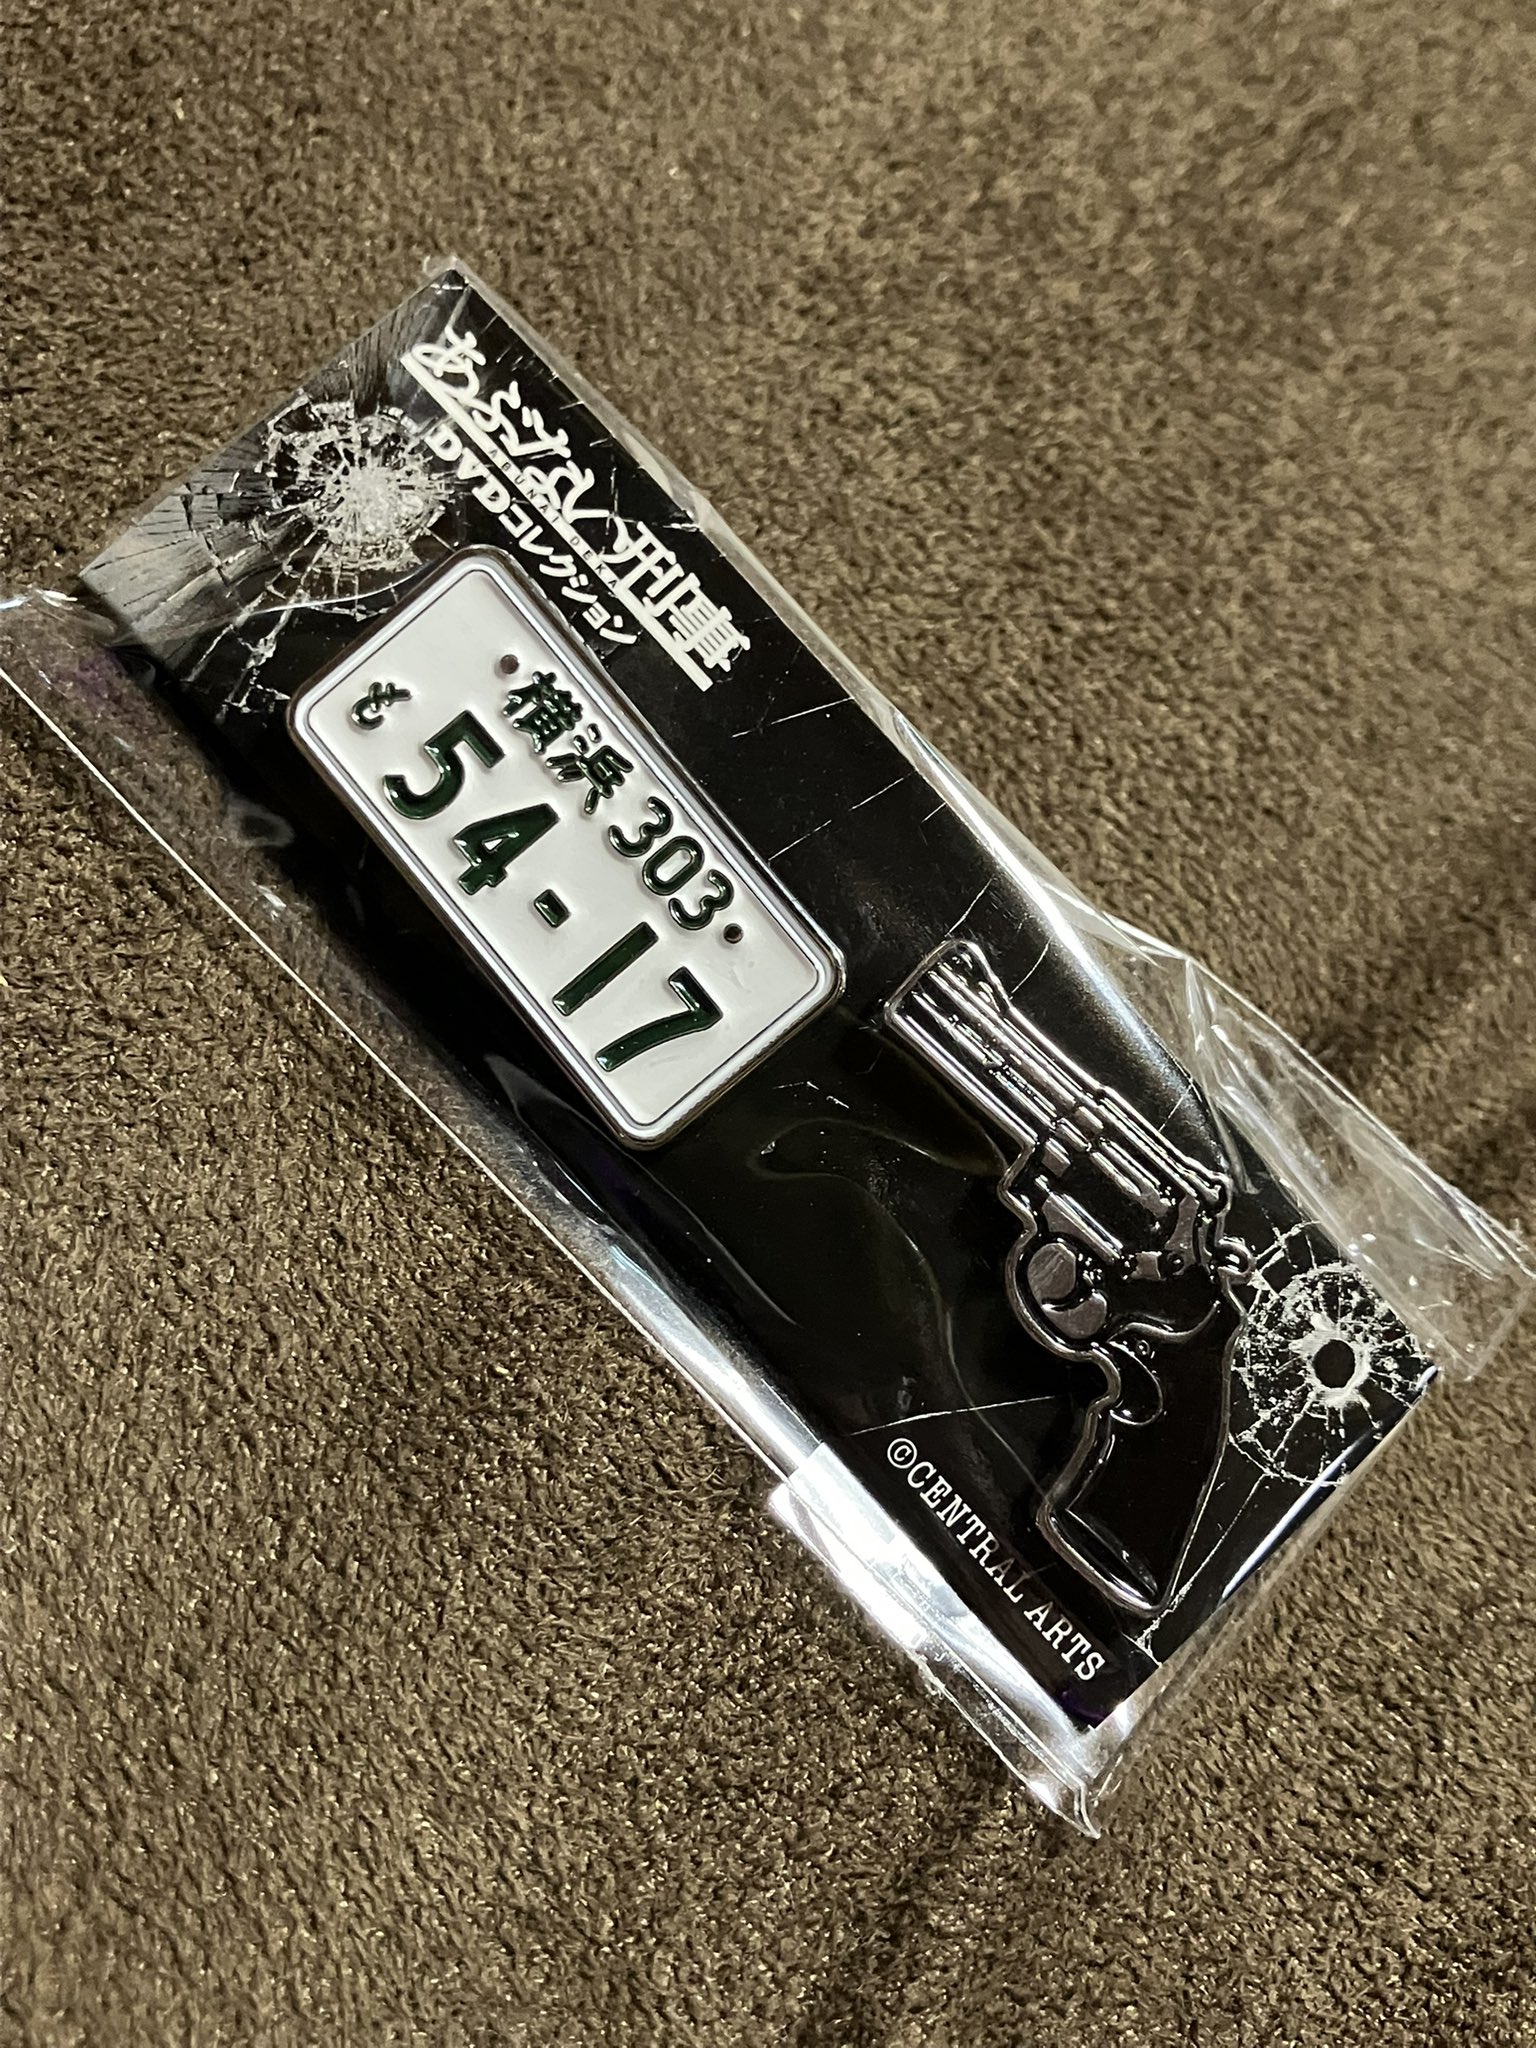 あぶない刑事
ABUNAI DEKA
DVDコレクション
横浜 303
も 54-17
©CENTRAL ARTS